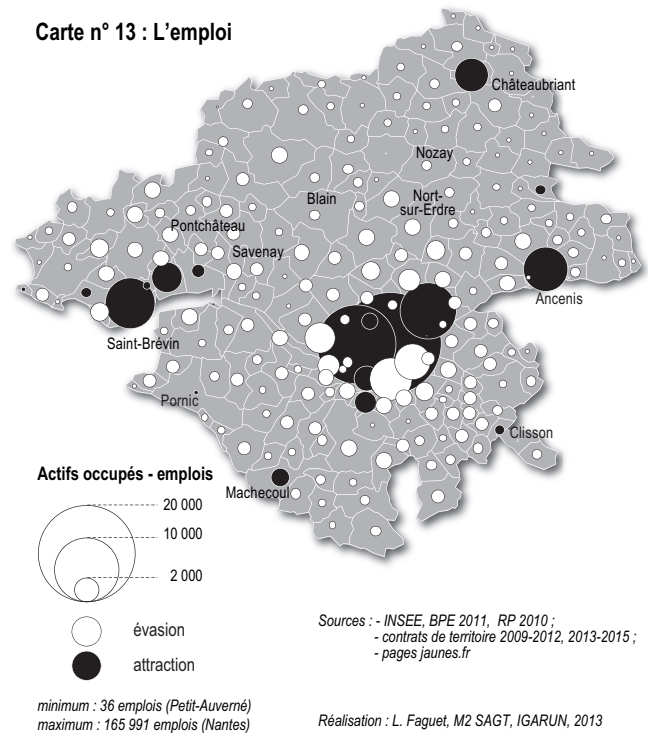 Carte n° 13 : L'emploi
Châteaubriant
Nozay
Blain
Nort-
sur-Erdre
Pontchâteau
Savenay
Ancenis
Saint-Brévin
Pornic
Clisson
Machecoul
Actifs occupés - emplois
20 000
10 000
2 000
évasion
attraction
minimum : 36 emplois (Petit-Auverné)
maximum : 165 991 emplois (Nantes)
Sources : - INSEE, BPE 2011, RP 2010 ;
- contrats de territoire 2009-2012, 2013-2015 ;
- pages jaunes.fr
Réalisation : L. Faguet, M2 SAGT, IGARUN, 2013